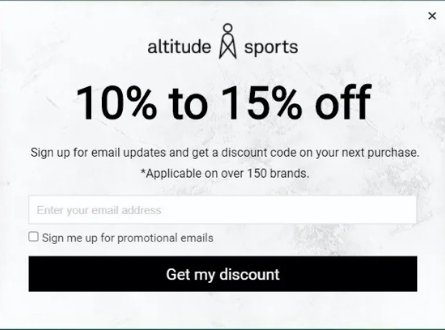 ×
altitude sports
10% to 15% off
Sign up for email updates and get a discount code on your next purchase.
*Applicable on over 150 brands.
Enter your email address
Sign me up for promotional emails
Get my discount